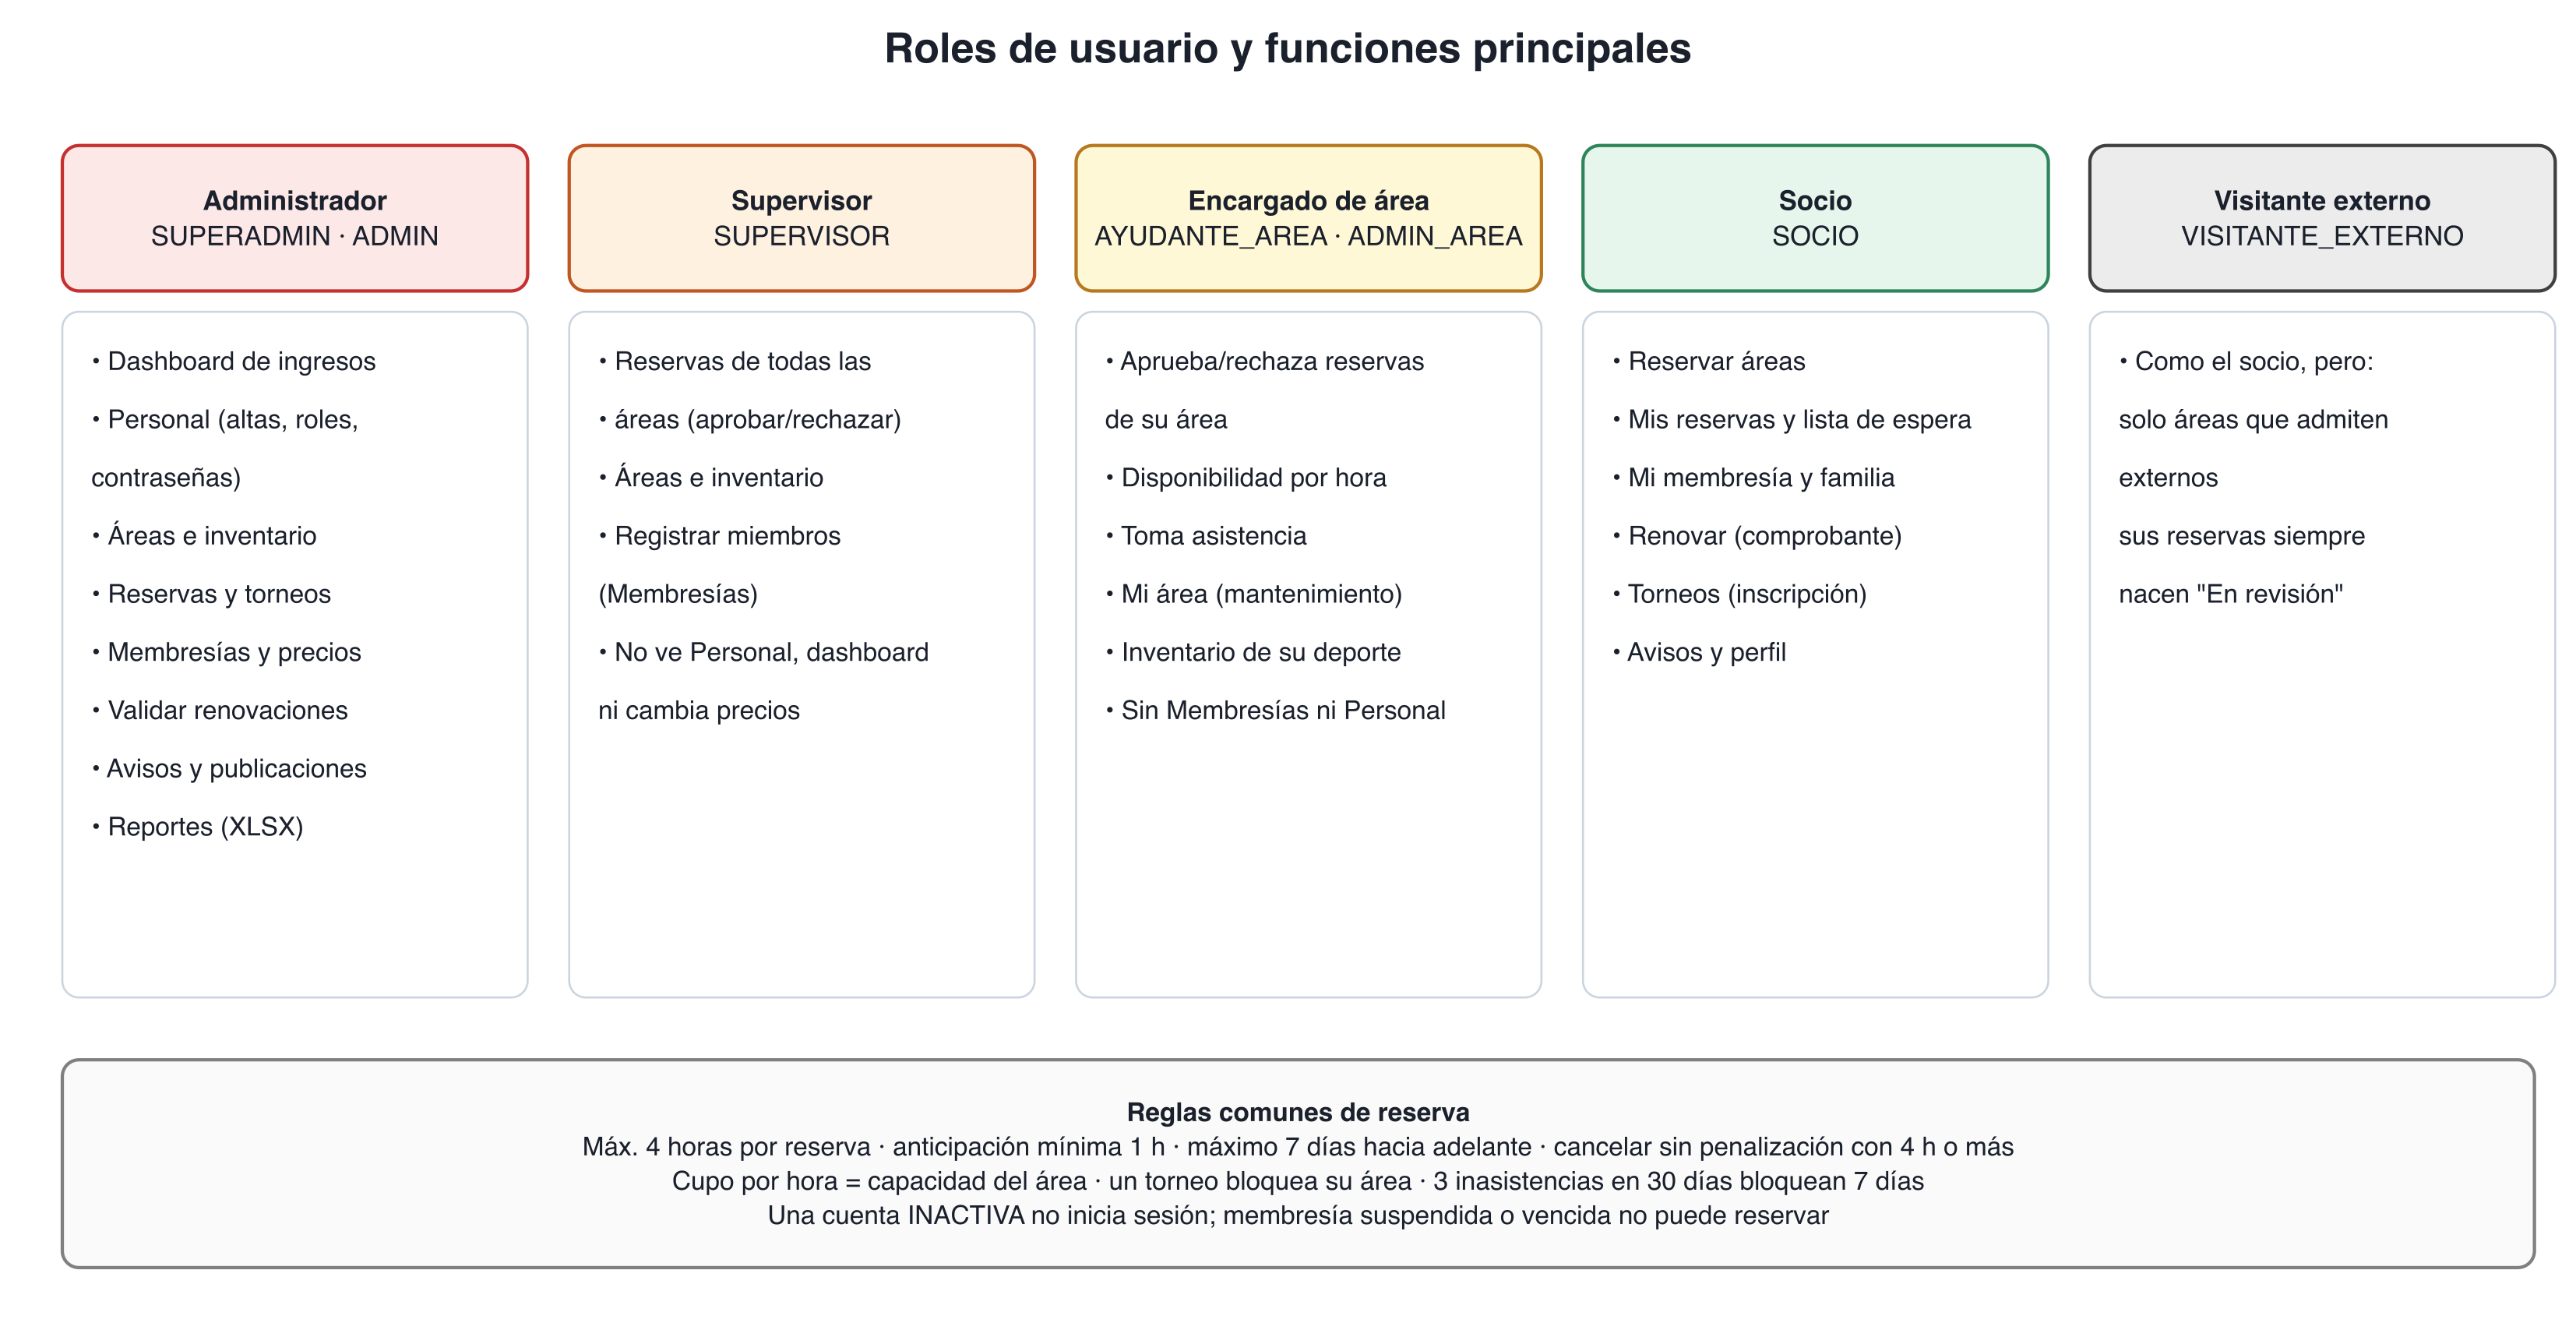 Roles de usuario y funciones principales
Administrador
SUPERADMIN · ADMIN
• Dashboard de ingresos
• Personal (altas, roles,
contraseñas)
• Áreas e inventario
• Reservas y torneos
• Membresías y precios
• Validar renovaciones
• Avisos y publicaciones
• Reportes (XLSX)
Supervisor
SUPERVISOR
• Reservas de todas las
• áreas (aprobar/rechazar)
• Áreas e inventario
• Registrar miembros
(Membresías)
• No ve Personal, dashboard
ni cambia precios
Encargado de área
AYUDANTE_AREA · ADMIN_AREA
• Aprueba/rechaza reservas
de su área
• Disponibilidad por hora
• Toma asistencia
• Mi área (mantenimiento)
• Inventario de su deporte
• Sin Membresías ni Personal
Socio
SOCIO
• Reservar áreas
• Mis reservas y lista de espera
• Mi membresía y familia
• Renovar (comprobante)
• Torneos (inscripción)
• Avisos y perfil
Visitante externo
VISITANTE_EXTERNO
• Como el socio, pero:
solo áreas que admiten
externos
sus reservas siempre
nacen "En revisión"
Reglas comunes de reserva
Máx. 4 horas por reserva · anticipación mínima 1 h · máximo 7 días hacia adelante · cancelar sin penalización con 4 h o más
Cupo por hora = capacidad del área · un torneo bloquea su área · 3 inasistencias en 30 días bloquean 7 días
Una cuenta INACTIVA no inicia sesión; membresía suspendida o vencida no puede reservar